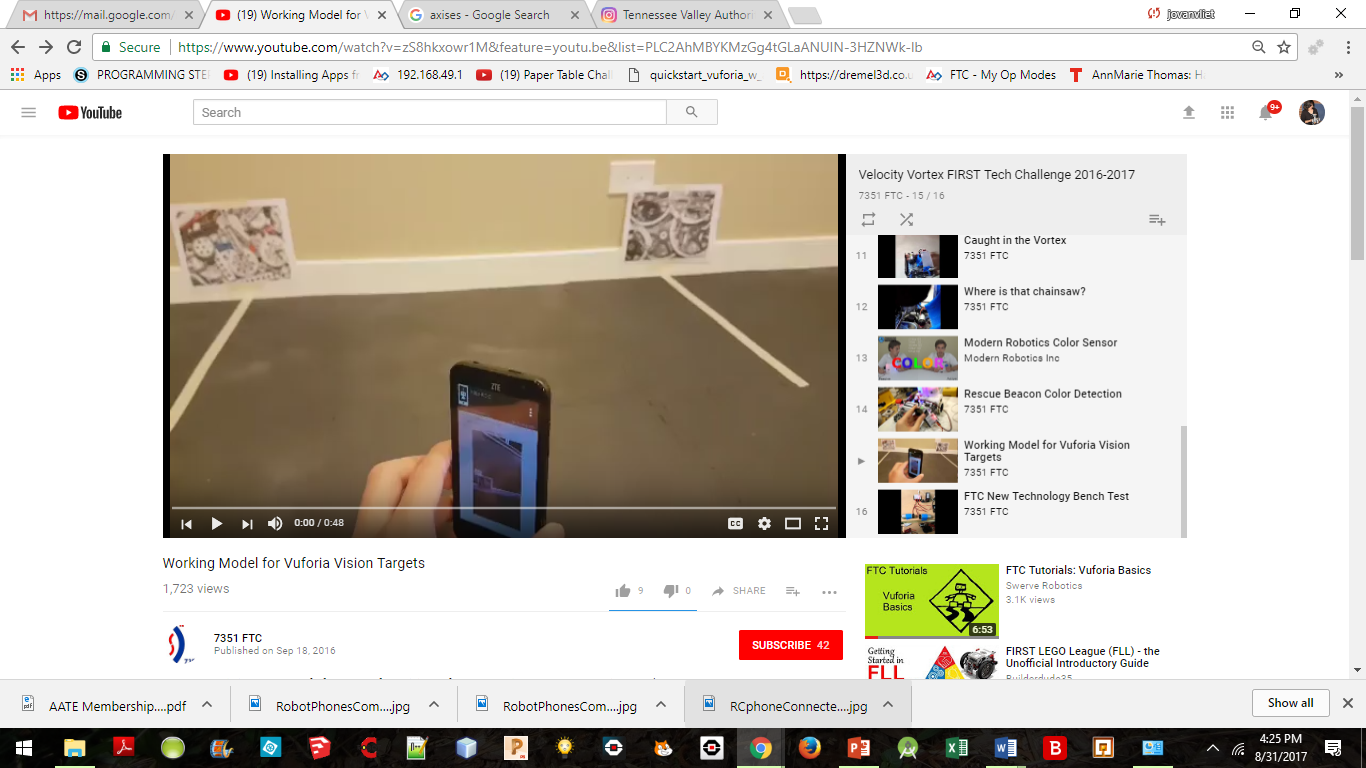 https://mail.google.com/
(19) Working Model for V
axises - Google Search
Tennessee Valley Authori
jovanvliet
Secure
https://www.youtube.com/watch?v=zS8hkxowr1M&feature=youtu.be&list=PLC2AhMBYKMzGg4tGLaANUIN-3HZNWk-Ib
Apps
PROGRAMMING STE
(19) Installing Apps fr
192.168.49.1
(19) Paper Table Chal
quickstart_vuforia_w_
https://dremel3d.co.u
FTC - My Op Modes
AnnMarie Thomas: Ha
»
YouTube
Search
9+
ZTE
0:00 / 0:48
CC
Velocity Vortex FIRST Tech Challenge 2016-2017
7351 FTC - 15 / 16
11
Caught in the Vortex
7351 FTC
12
Where is that chainsaw?
7351 FTC
13
COLOR
Modern Robotics Color Sensor
Modern Robotics Inc
14
Rescue Beacon Color Detection
7351 FTC
Working Model for Vuforia Vision
Targets
7351 FTC
16
FTC New Technology Bench Test
7351 FTC
Working Model for Vuforia Vision Targets
1,723 views
9
0
SHARE
7351 FTC
Published on Sep 18, 2016
SUBSCRIBE 42
FTC Tutorials
Vuforia
Basics
6:53
FTC Tutorials: Vuforia Basics
Swerve Robotics
3.1K views
Getting
Started in
FLL
FIRST LEGO League (FLL) - the
Unofficial Introductory Guide
Builderdude35
AATE Membership....pdf
RobotPhonesCom....jpg
RobotPhonesCom....jpg
RCphoneConnecte....jpg
Show all
4:25 PM
8/31/2017